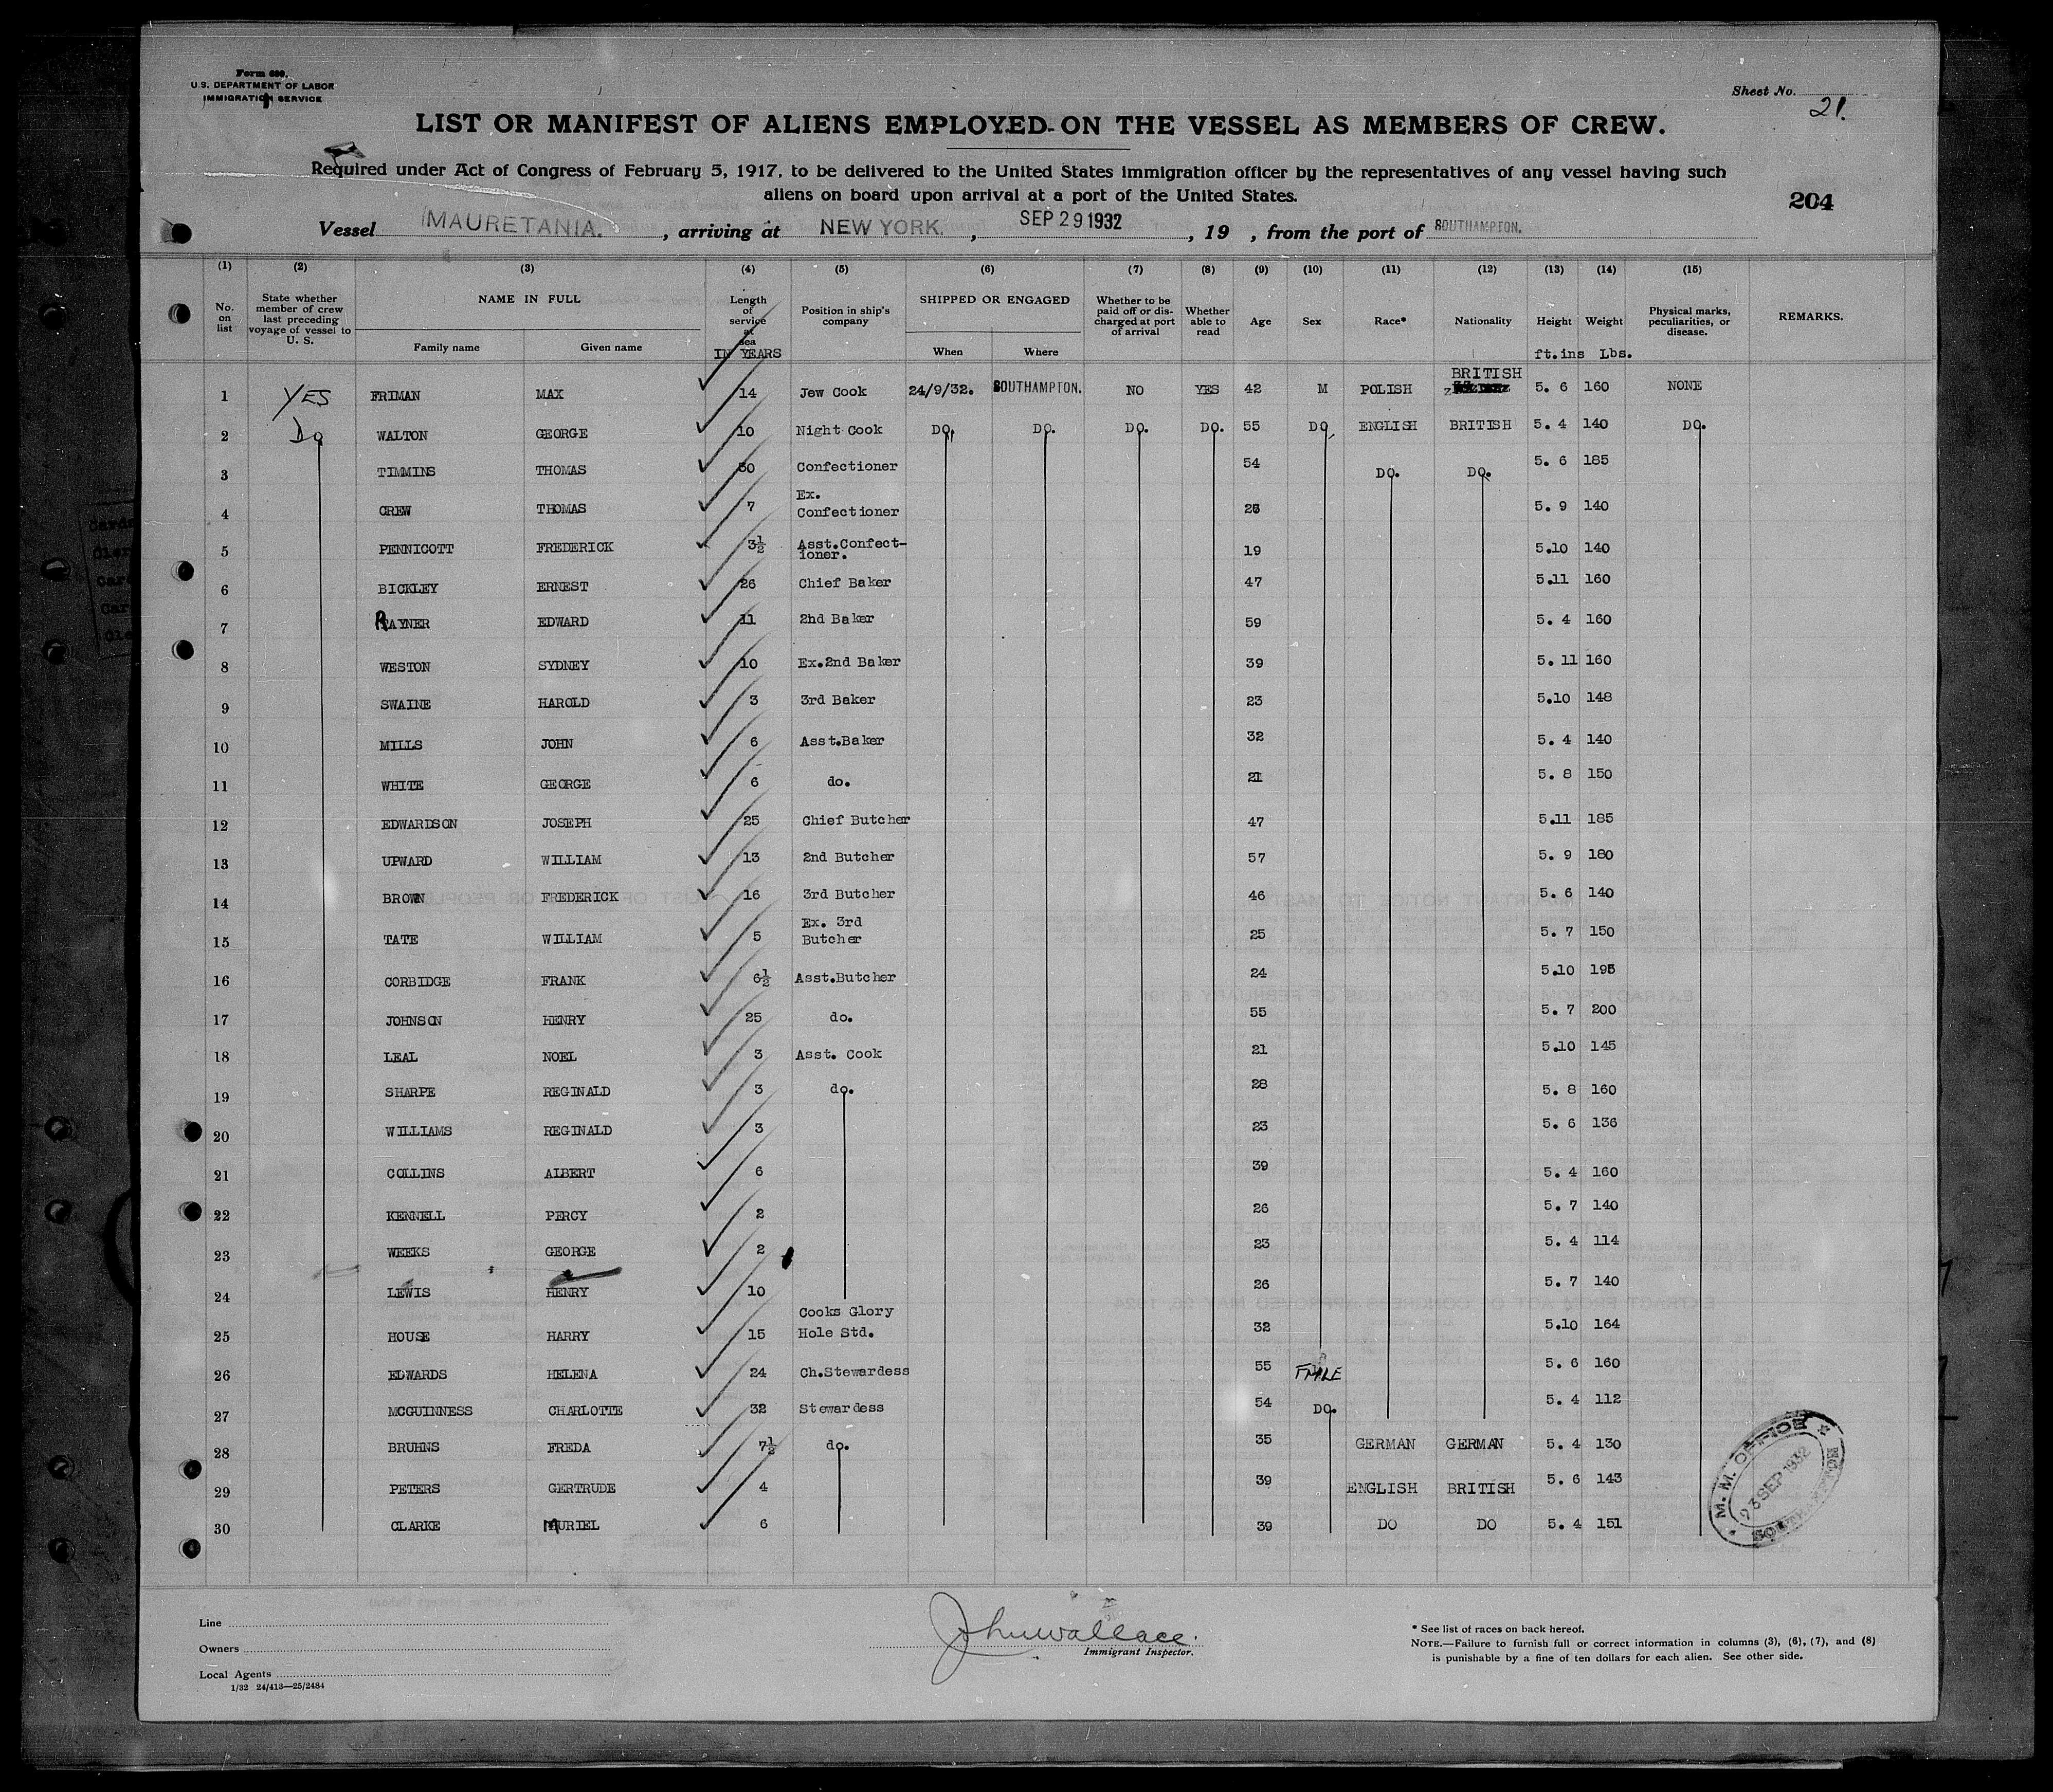 Form 680.
U.S. DEPARTMENT OF LABOR
IMMIGRATION SERVICE
Sheet No. 21.
LIST OR MANIFEST OF ALIENS EMPLOYED ON THE VESSEL AS MEMBERS OF CREW.
Required under Act of Congress of February 5, 1917, to be delivered to the United States immigration officer by the representatives of any vessel having such
aliens on board upon arrival at a port of the United States.
204
Vessel MAURETANIA. , arriving at NEW YORK. , SEP 29 1932 , 19 , from the port of SOUTHAMPTON.
(1) (2) (3) (4) (5) (6) (7) (8) (9) (10) (11) (12) (13) (14) (15)
No. on list State whether member of crew last preceding voyage of vessel to U. S. NAME IN FULL Family name Given name Length of service at sea IN YEARS Position in ship's company SHIPPED OR ENGAGED When Where Whether to be paid off or discharged at port of arrival Whether able to read Age Sex Race* Nationality Height ft.ins Weight Lbs. Physical marks, peculiarities, or disease. REMARKS.
1 YES FRIMAN MAX 14 Jew Cook 24/9/32. SOUTHAMPTON. NO YES 42 M POLISH BRITISH 5. 6 160 NONE
2 Do WALTON GEORGE 10 Night Cook DO. DO. DO. DO. 55 DO ENGLISH BRITISH 5. 4 140 DO.
3 TIMMINS THOMAS 30 Confectioner 54 DO. DO. 5. 6 185
4 CREW THOMAS 7 Ex. Confectioner 5. 9 140
5 PENNICOTT FREDERICK 3½ Asst.Confect-
ioner. 19 5.10 140
6 BICKLEY ERNEST 26 Chief Baker 47 5.11 160
7 RAYNER EDWARD 11 2nd Baker 59 5. 4 160
8 WESTON SYDNEY 10 Ex.2nd Baker 39 5. 11 160
9 SWAINE HAROLD 3 3rd Baker 23 5.10 148
10 MILLS JOHN 6 Asst.Baker 32 5. 4 140
11 WHITE GEORGE 6 do. 21 5. 8 150
12 EDWARDSON JOSEPH 25 Chief Butcher 47 5.11 185
13 UPWARD WILLIAM 13 2nd Butcher 57 5. 9 180
14 BROWN FREDERICK 16 3rd Butcher 46 5. 6 140
15 TATE WILLIAM 5 Ex. 3rd Butcher 25 5. 7 150
16 CORBIDGE FRANK 6½ Asst.Butcher 24 5.10 195
17 JOHNSON HENRY 25 do. 55 5. 7 200
18 LEAL NOEL 3 Asst. Cook 21 5.10 145
19 SHARPE REGINALD 3 do. 28 5. 8 160
20 WILLIAMS REGINALD 3 23 5. 6 136
21 COLLINS ALBERT 6 39 5. 4 160
22 KENNELL PERCY 2 26 5. 7 140
23 WEEKS GEORGE 2 23 5. 4 114
24 LEWIS HENRY 10 26 5. 7 140
25 HOUSE HARRY 15 Cooks Glory Hole Std. 32 5.10 164
26 EDWARDS HELENA 24 Ch.Stewardess 55 FMLE 5. 6 160
27 MCGUINNESS CHARLOTTE 32 Stewardess 54 DO. 5. 4 112
28 BRUHNS FREDA 7½ do. 35 GERMAN GERMAN 5. 4 130
29 PETERS GERTRUDE 4 39 ENGLISH BRITISH 5. 6 143
30 CLARKE MURIEL 6 39 DO DO 5. 4 151
M. M. OFFICE
23 SEP 1932
SOUTHAMPTON
Line
Owners
Local Agents
1/32 24/413—25/2484
John Wallace.
Immigrant Inspector.
* See list of races on back hereof.
NOTE.—Failure to furnish full or correct information in columns (3), (6), (7), and (8)
is punishable by a fine of ten dollars for each alien. See other side.